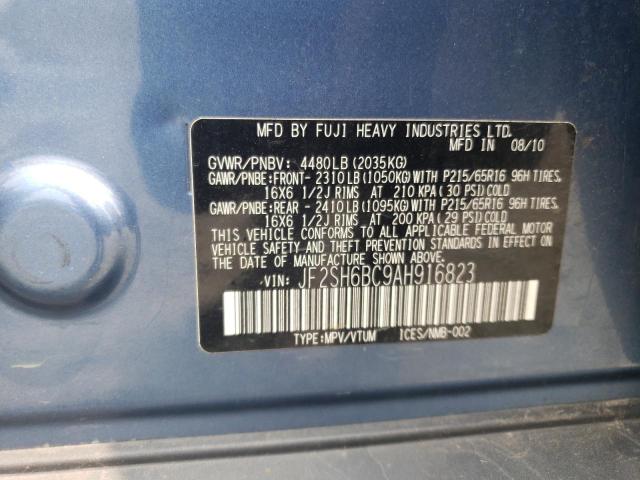 MFD BY FUJI HEAVY INDUSTRIES LTD.
MFD IN 08/10
GVWR/PNBV: 4480LB(2035KG)
GAWR/PNBE:FRONT- 2310LB(1050KG)WITH P215/65R16 96H TIRES,
16X6 1/2J RIMS AT 210 KPA(30 PSI)COLD
GAWR/PNBE:REAR - 2410LB(1095KG)WITH P215/65R16 96H TIRES,
16X6 1/2J RIMS AT 200 KPA(29 PSI)COLD
THIS VEHICLE CONFORMS TO ALL APPLICABLE FEDERAL MOTOR
VEHICLE SAFETY AND THEFT PREVENTION STANDARDS IN EFFECT
ON THE DATE OF MANUFACTURE SHOWN ABOVE.
VIN: JF2SH6BC9AH916823
TYPE:MPV/VTUM ICES/NMB-002